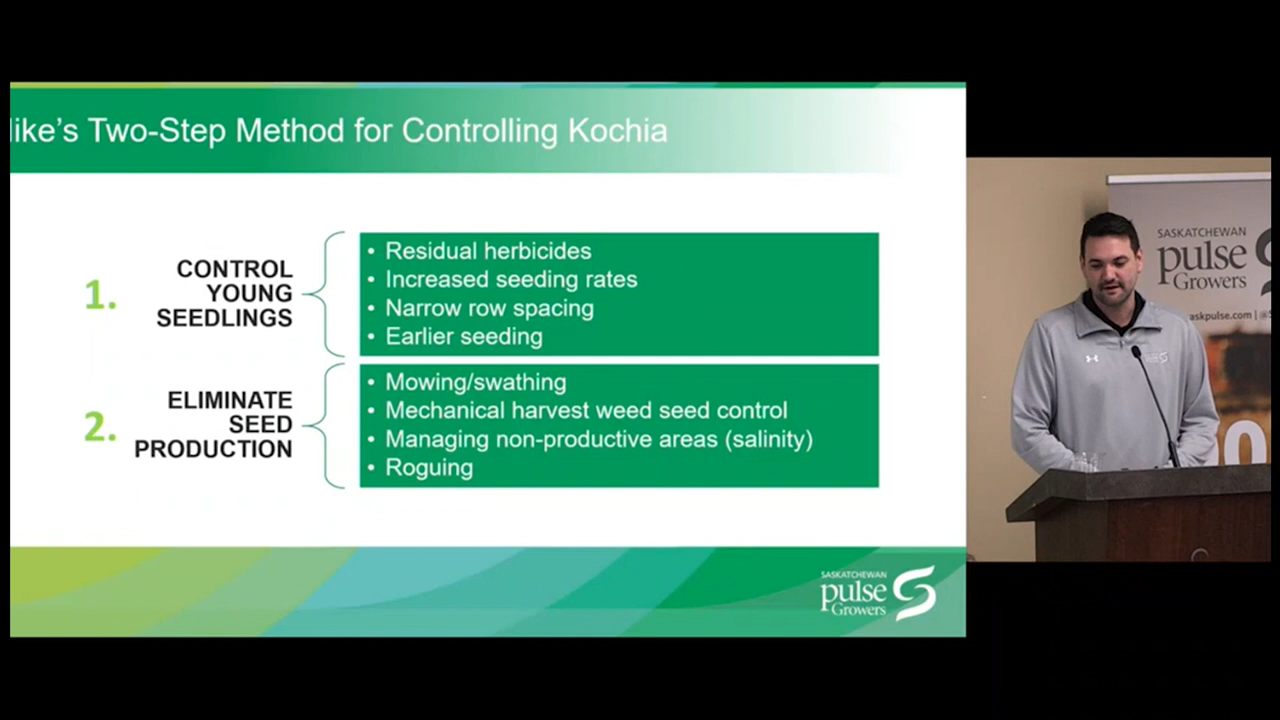 ike's Two-Step Method for Controlling Kochia
1.
CONTROL
YOUNG
SEEDLINGS
• Residual herbicides
• Increased seeding rates
• Narrow row spacing
• Earlier seeding
2.
ELIMINATE
SEED
PRODUCTION
• Mowing/swathing
• Mechanical harvest weed seed control
• Managing non-productive areas (salinity)
• Roguing
SASKATCHEWAN
pulse
Growers
SASKATCHEWAN
pulse
Growers
askpulse.com | @S